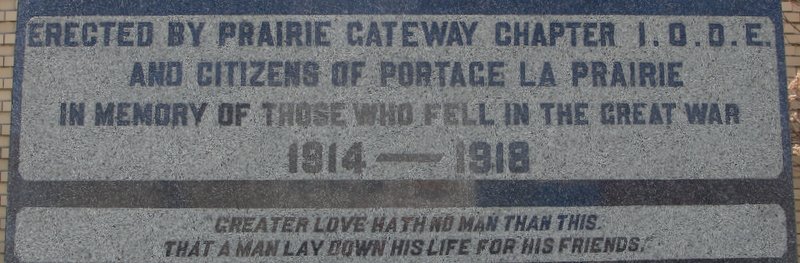 ERECTED BY PRAIRIE GATEWAY CHAPTER I.O.D.E.
AND CITIZENS OF PORTAGE LA PRAIRIE
IN MEMORY OF THOSE WHO FELL IN THE GREAT WAR
1914 — 1918
"GREATER LOVE HATH NO MAN THAN THIS.
THAT A MAN LAY DOWN HIS LIFE FOR HIS FRIENDS."